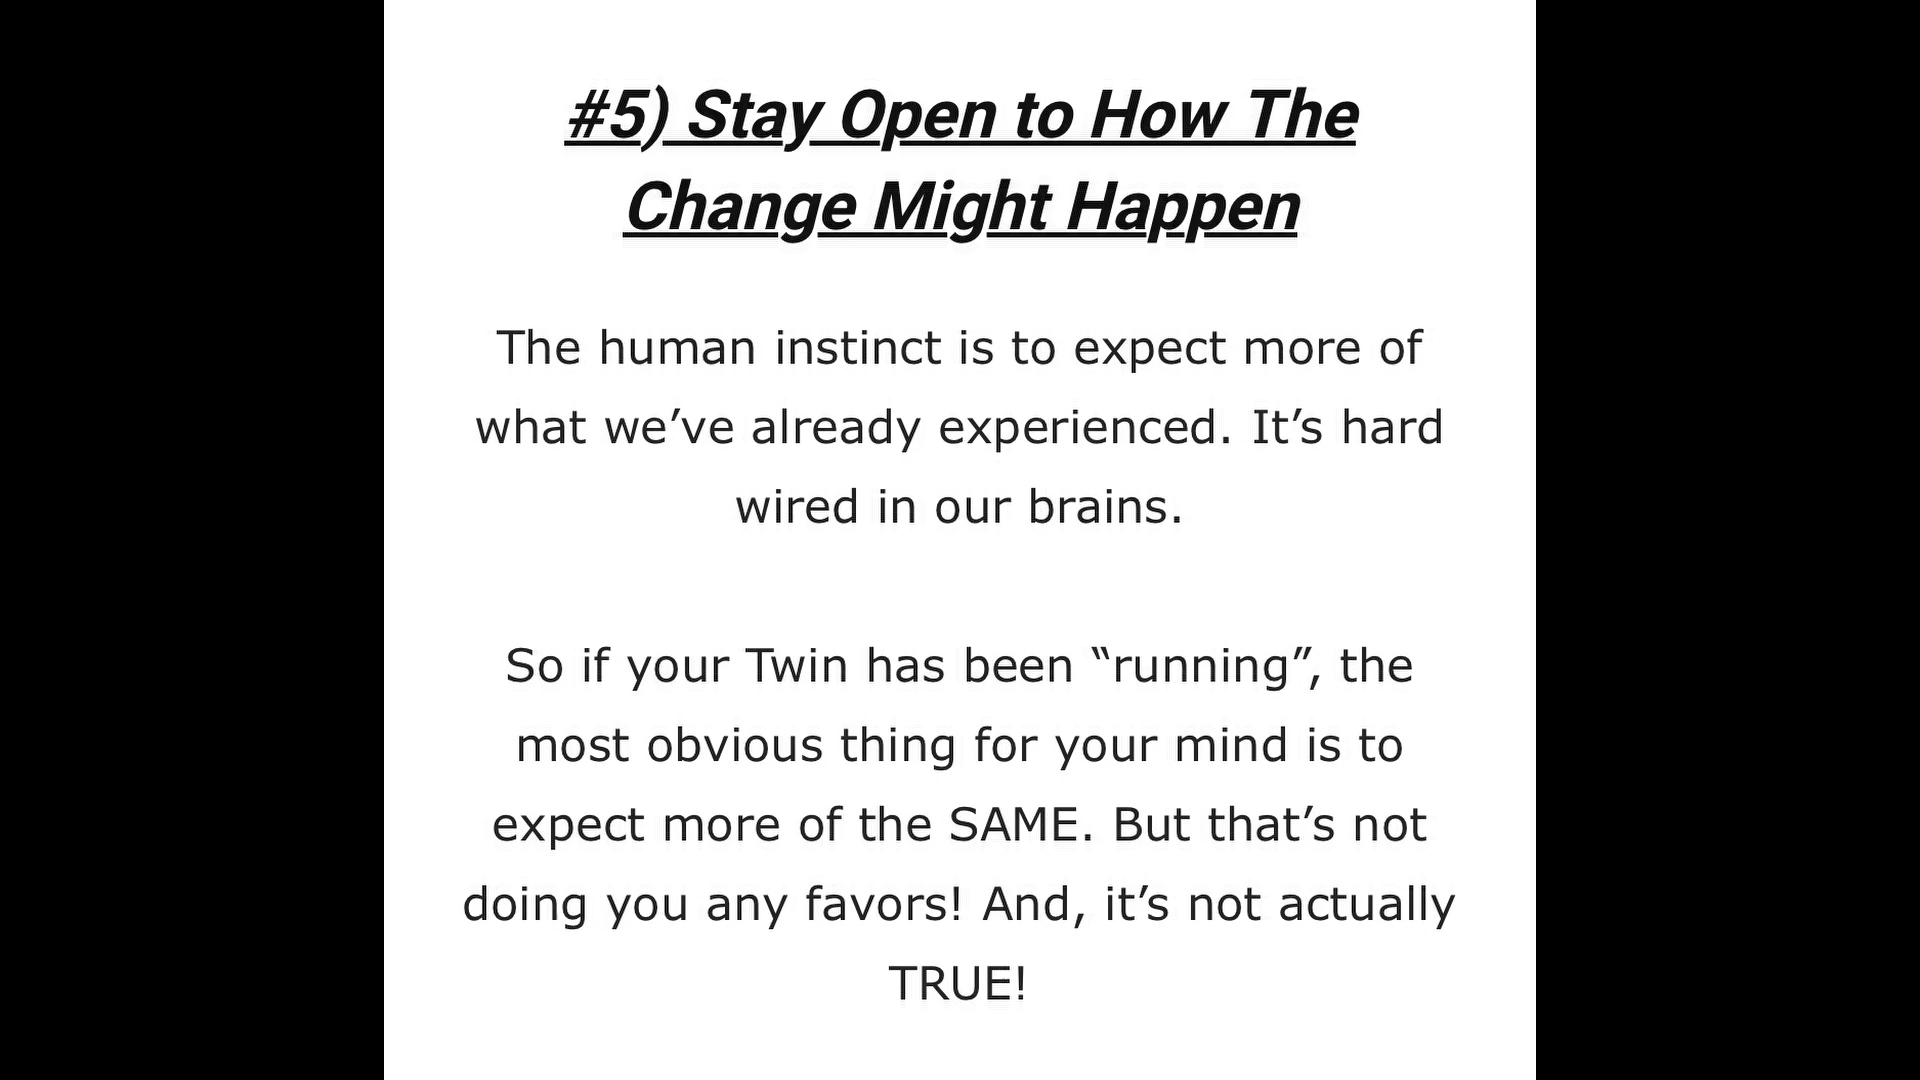 #5) Stay Open to How The
Change Might Happen
The human instinct is to expect more of
what we’ve already experienced. It’s hard
wired in our brains.
So if your Twin has been “running”, the
most obvious thing for your mind is to
expect more of the SAME. But that’s not
doing you any favors! And, it’s not actually
TRUE!